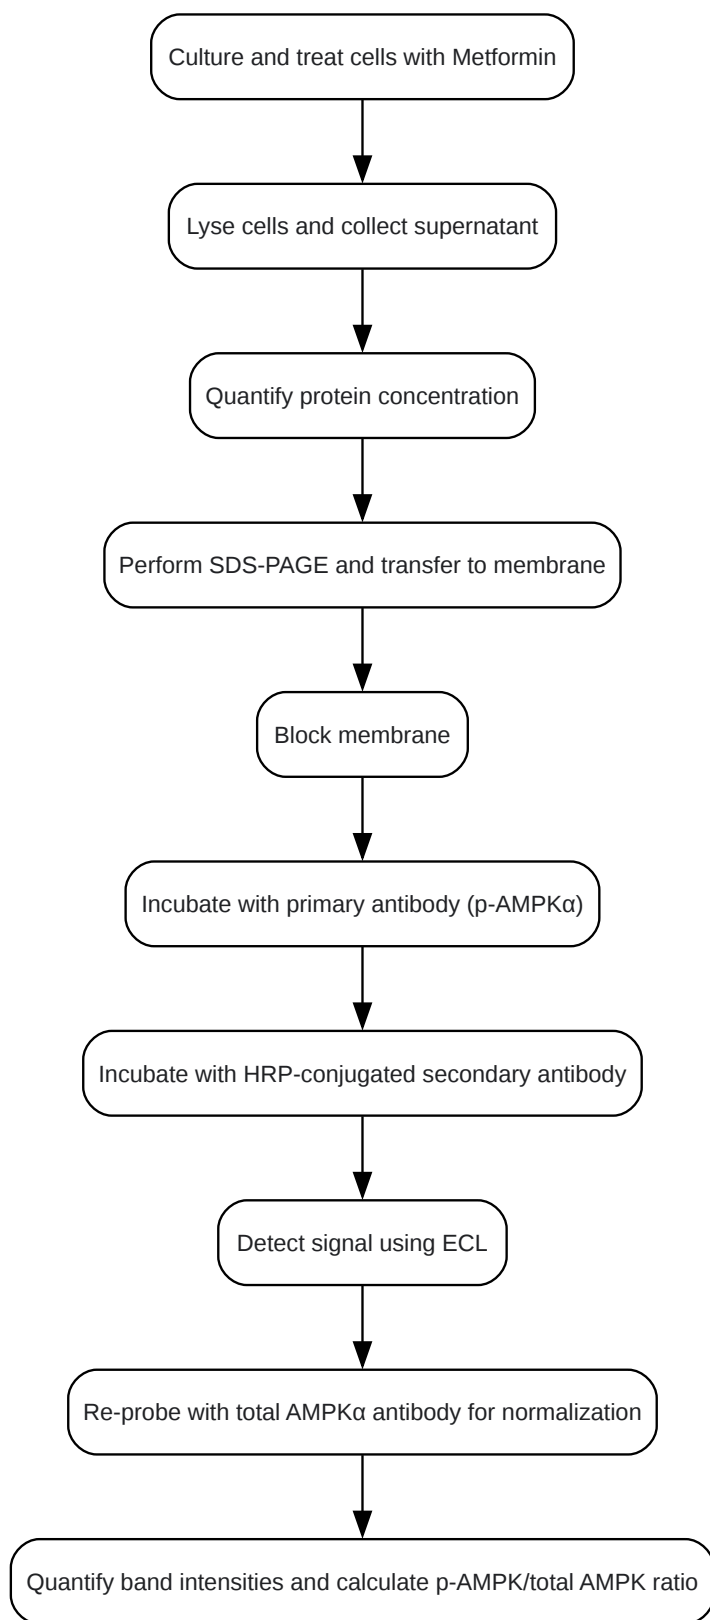 Culture and treat cells with Metformin
Lyse cells and collect supernatant
Quantify protein concentration
Perform SDS-PAGE and transfer to membrane
Block membrane
Incubate with primary antibody (p-AMPKα)
Incubate with HRP-conjugated secondary antibody
Detect signal using ECL
Re-probe with total AMPKα antibody for normalization
Quantify band intensities and calculate p-AMPK/total AMPK ratio